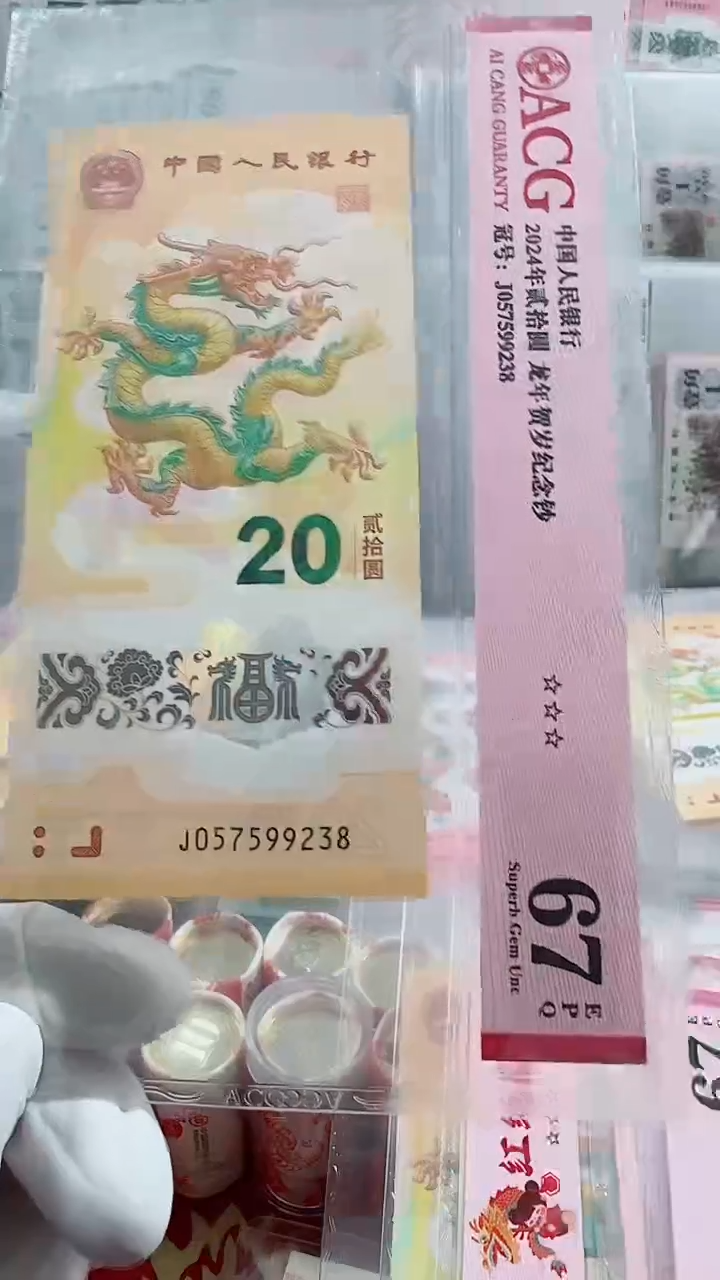 中国人民银行
20
贰拾圆
福
J057599238
ACG
AI CANG GUARANTY
中国人民银行
2024年贰拾圆 龙年贺岁纪念钞
冠号：J057599238
☆☆☆
67
EPQ
Superb Gem Unc